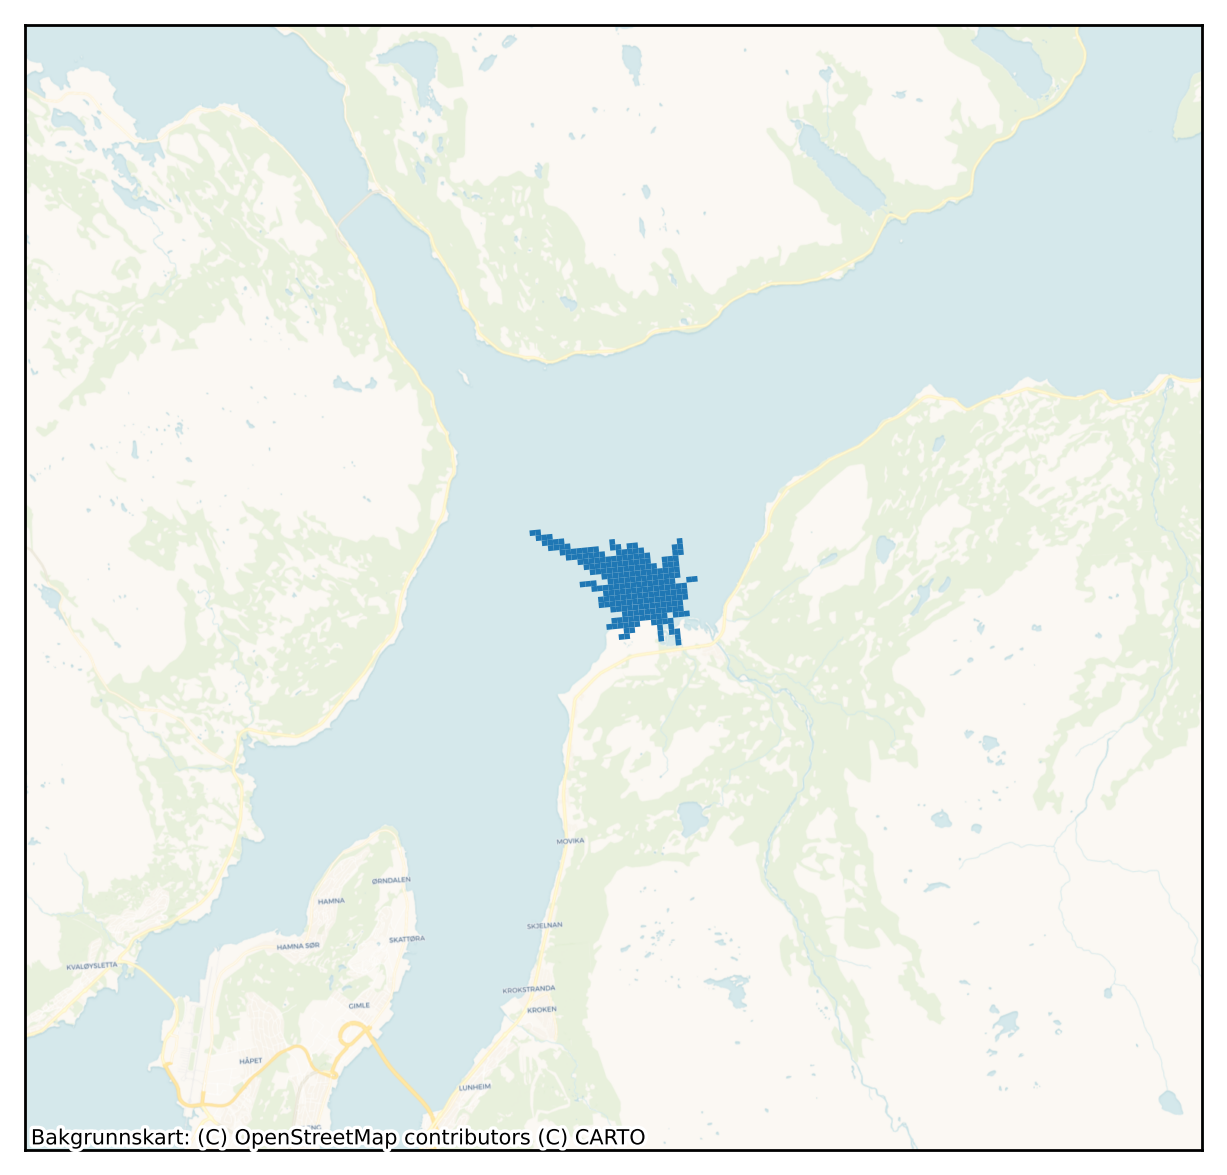 MOVIKA
ØRNDALEN
HAMNA
SKJELNAN
SKATTØRA
HAMNA SØR
KVALØYSLETTA
KROKSTRANDA
GIMLE
KROKEN
HÅPET
LUNHEIM
Bakgrunnskart: (C) OpenStreetMap contributors (C) CARTO